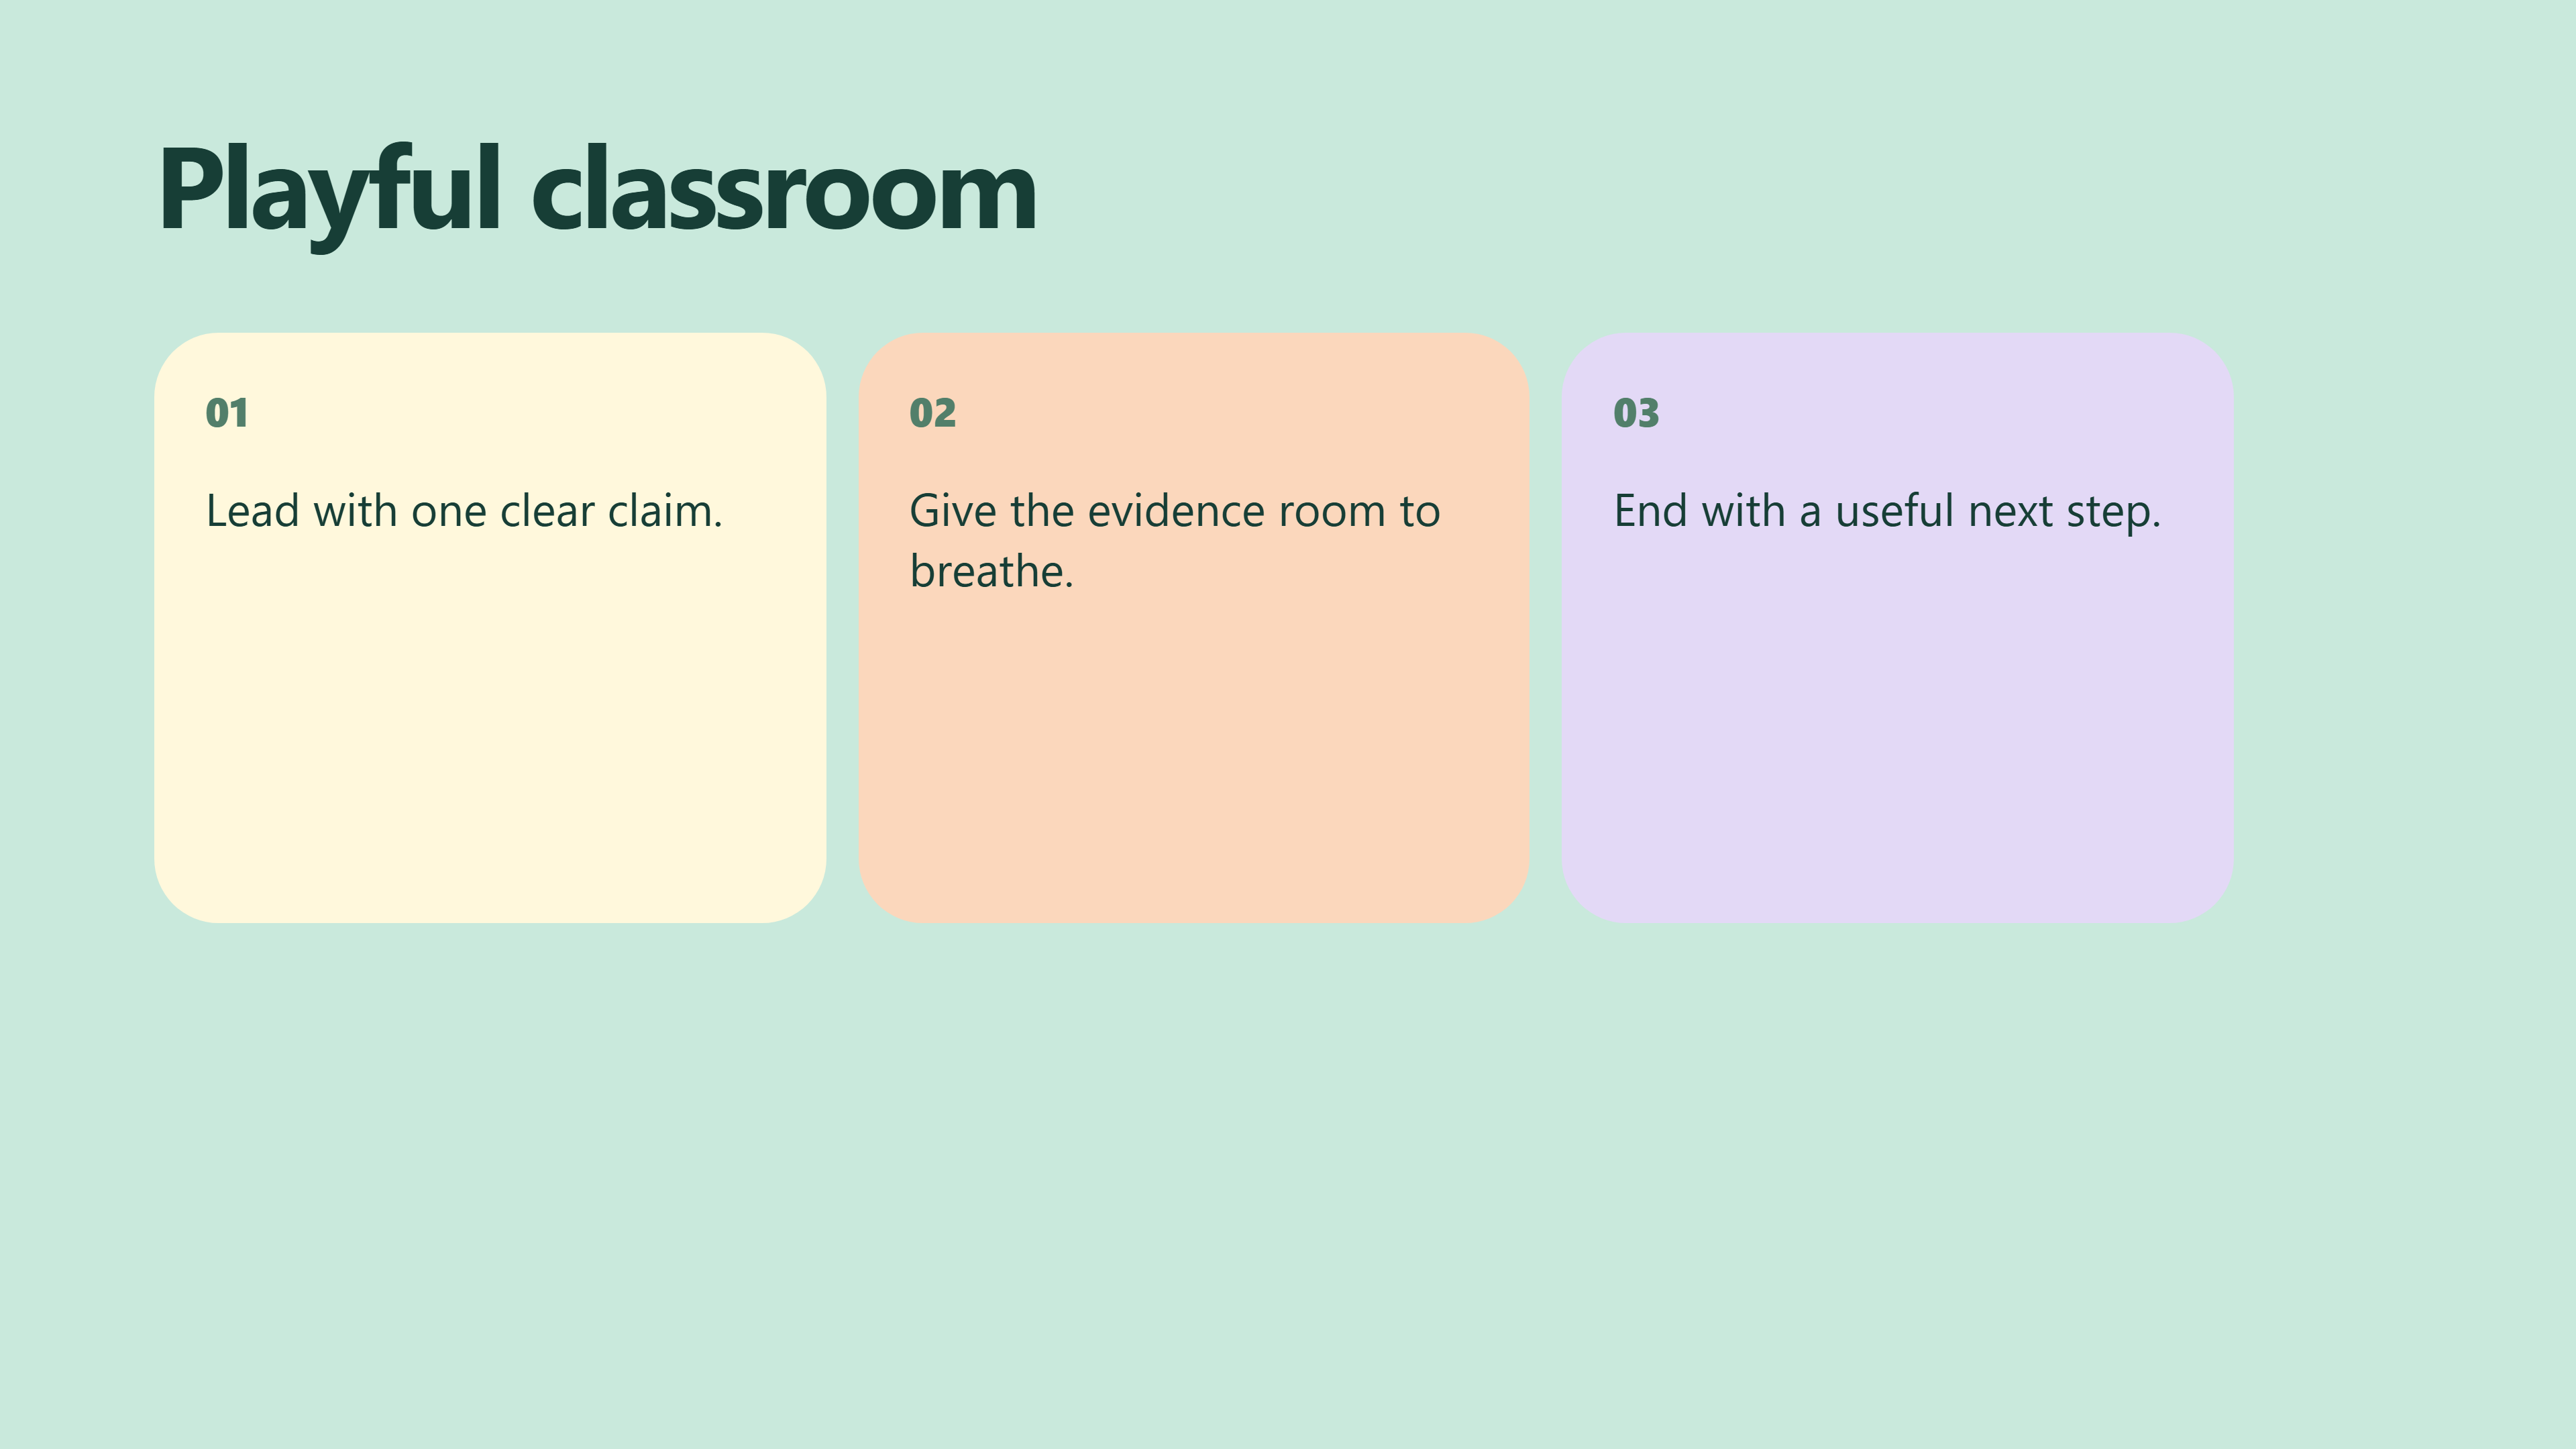 Playful classroom
01
Lead with one clear claim.
02
Give the evidence room to
breathe.
03
End with a useful next step.